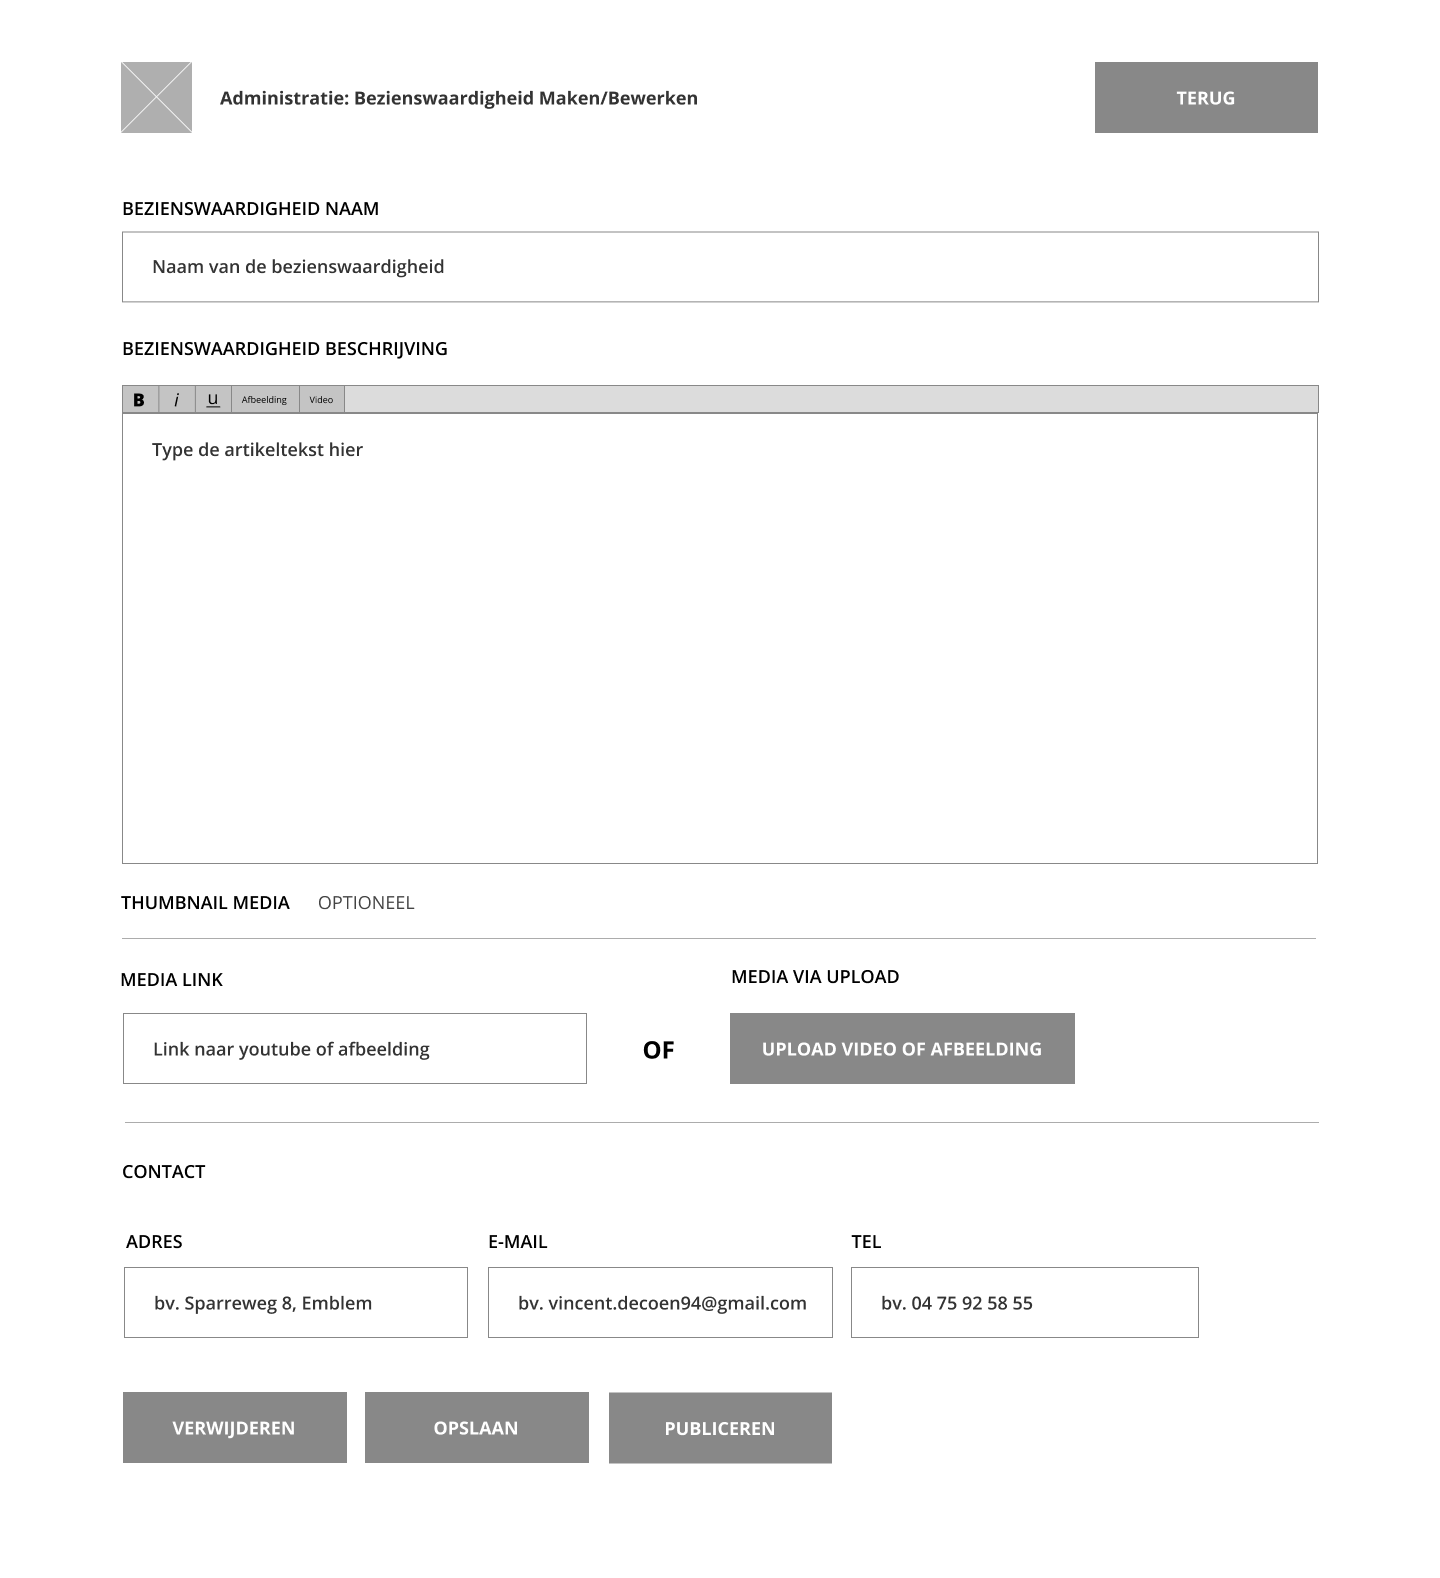 Administratie: Bezienswaardigheid Maken/Bewerken
TERUG
BEZIENSWAARDIGHEID NAAM
Naam van de bezienswaardigheid
BEZIENSWAARDIGHEID BESCHRIJVING
B i u Afbeelding Video
Type de artikeltekst hier
THUMBNAIL MEDIA OPTIONEEL
MEDIA LINK
MEDIA VIA UPLOAD
Link naar youtube of afbeelding
OF
UPLOAD VIDEO OF AFBEELDING
CONTACT
ADRES
E-MAIL
TEL
bv. Sparreweg 8, Emblem
bv. vincent.decoen94@gmail.com
bv. 04 75 92 58 55
VERWIJDEREN
OPSLAAN
PUBLICEREN